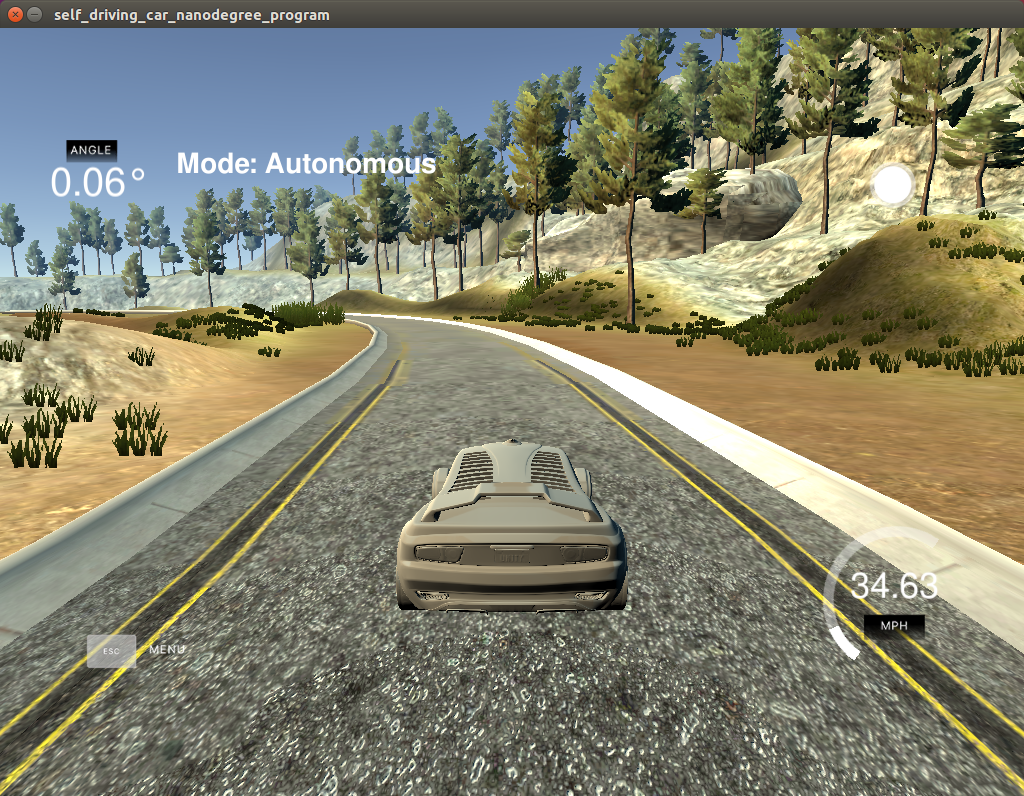 self_driving_car_nanodegree_program
ANGLE
0.06°
Mode: Autonomous
34.63
MPH
ESC
MENU